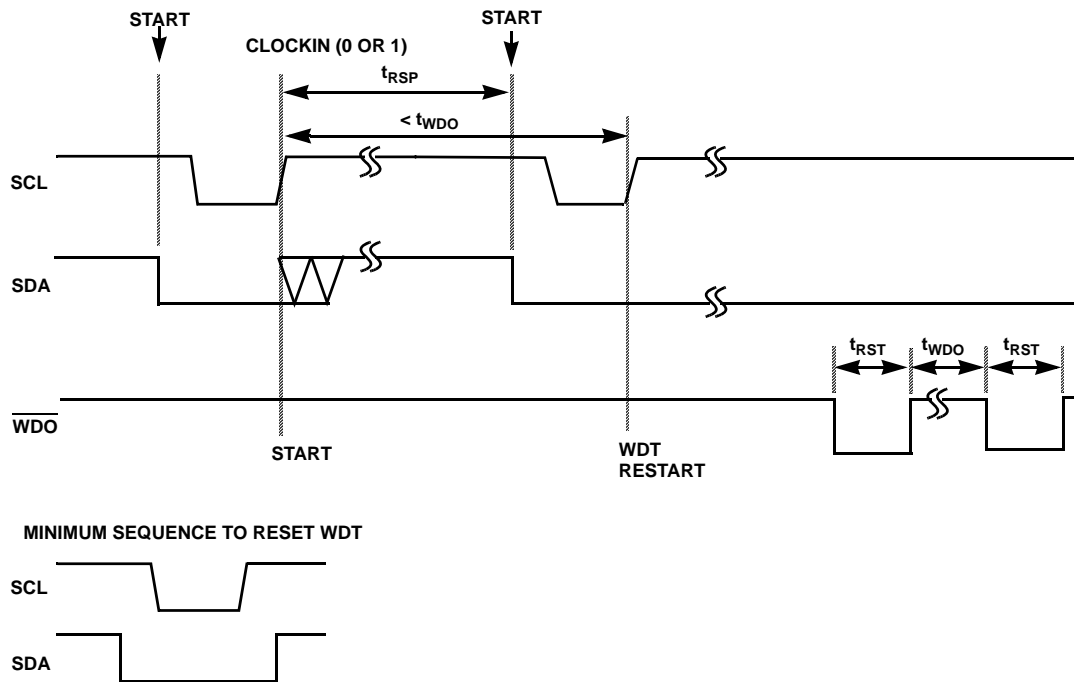 START
START
CLOCKIN (0 OR 1)
tRSP
< tWDO
SCL
SDA
tRST
tWDO
tRST
WDO
START
WDT
RESTART
MINIMUM SEQUENCE TO RESET WDT
SCL
SDA